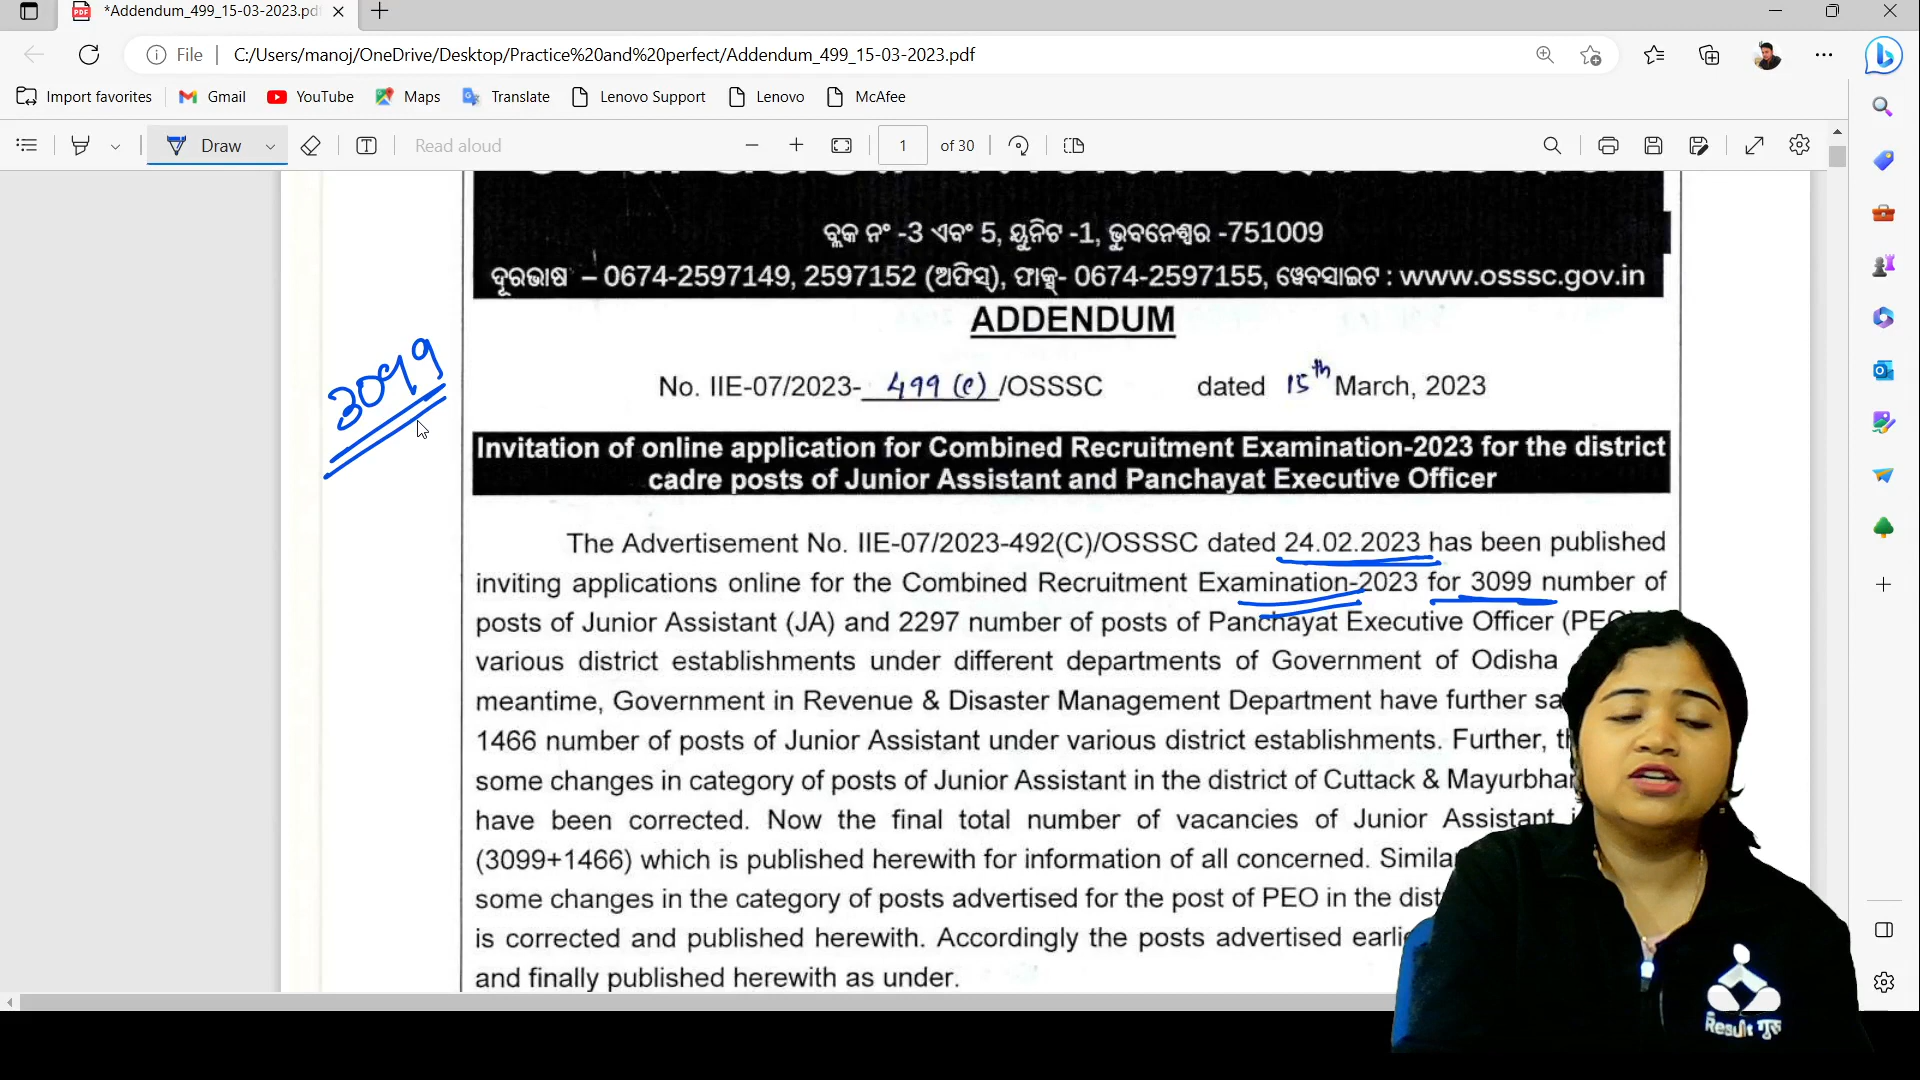 *Addendum_499_15-03-2023.pdf
File
C:/Users/manoj/OneDrive/Desktop/Practice%20and%20perfect/Addendum_499_15-03-2023.pdf
Import favorites
Gmail
YouTube
Maps
Translate
Lenovo Support
Lenovo
McAfee
Draw
Read aloud
1 of 30
ବ୍ଲକ ନଂ -3 ଏବଂ 5, ୟୁନିଟ -1, ଭୁବନେଶ୍ୱର -751009
ଦୂରଭାଷ – 0674-2597149, 2597152 (ଅଫିସ୍), ଫାକ୍ସ- 0674-2597155, ୱେବସାଇଟ : www.osssc.gov.in
ADDENDUM
3099
No. IIE-07/2023- 499 (C) /OSSSC dated 15th March, 2023
Invitation of online application for Combined Recruitment Examination-2023 for the district
cadre posts of Junior Assistant and Panchayat Executive Officer
The Advertisement No. IIE-07/2023-492(C)/OSSSC dated 24.02.2023 has been published
inviting applications online for the Combined Recruitment Examination-2023 for 3099 number of
posts of Junior Assistant (JA) and 2297 number of posts of Panchayat Executive Officer
various district establishments under different departments of Government of Odisha
meantime, Government in Revenue & Disaster Management Department have further
1466 number of posts of Junior Assistant under various district establishments. Further,
some changes in category of posts of Junior Assistant in the district of Cuttack &
have been corrected. Now the final total number of vacancies of Junior Assistant
(3099+1466) which is published herewith for information of all concerned.
some changes in the category of posts advertised for the post of PEO in the
is corrected and published herewith. Accordingly the posts advertised
and finally published herewith as under.
Result गुरु